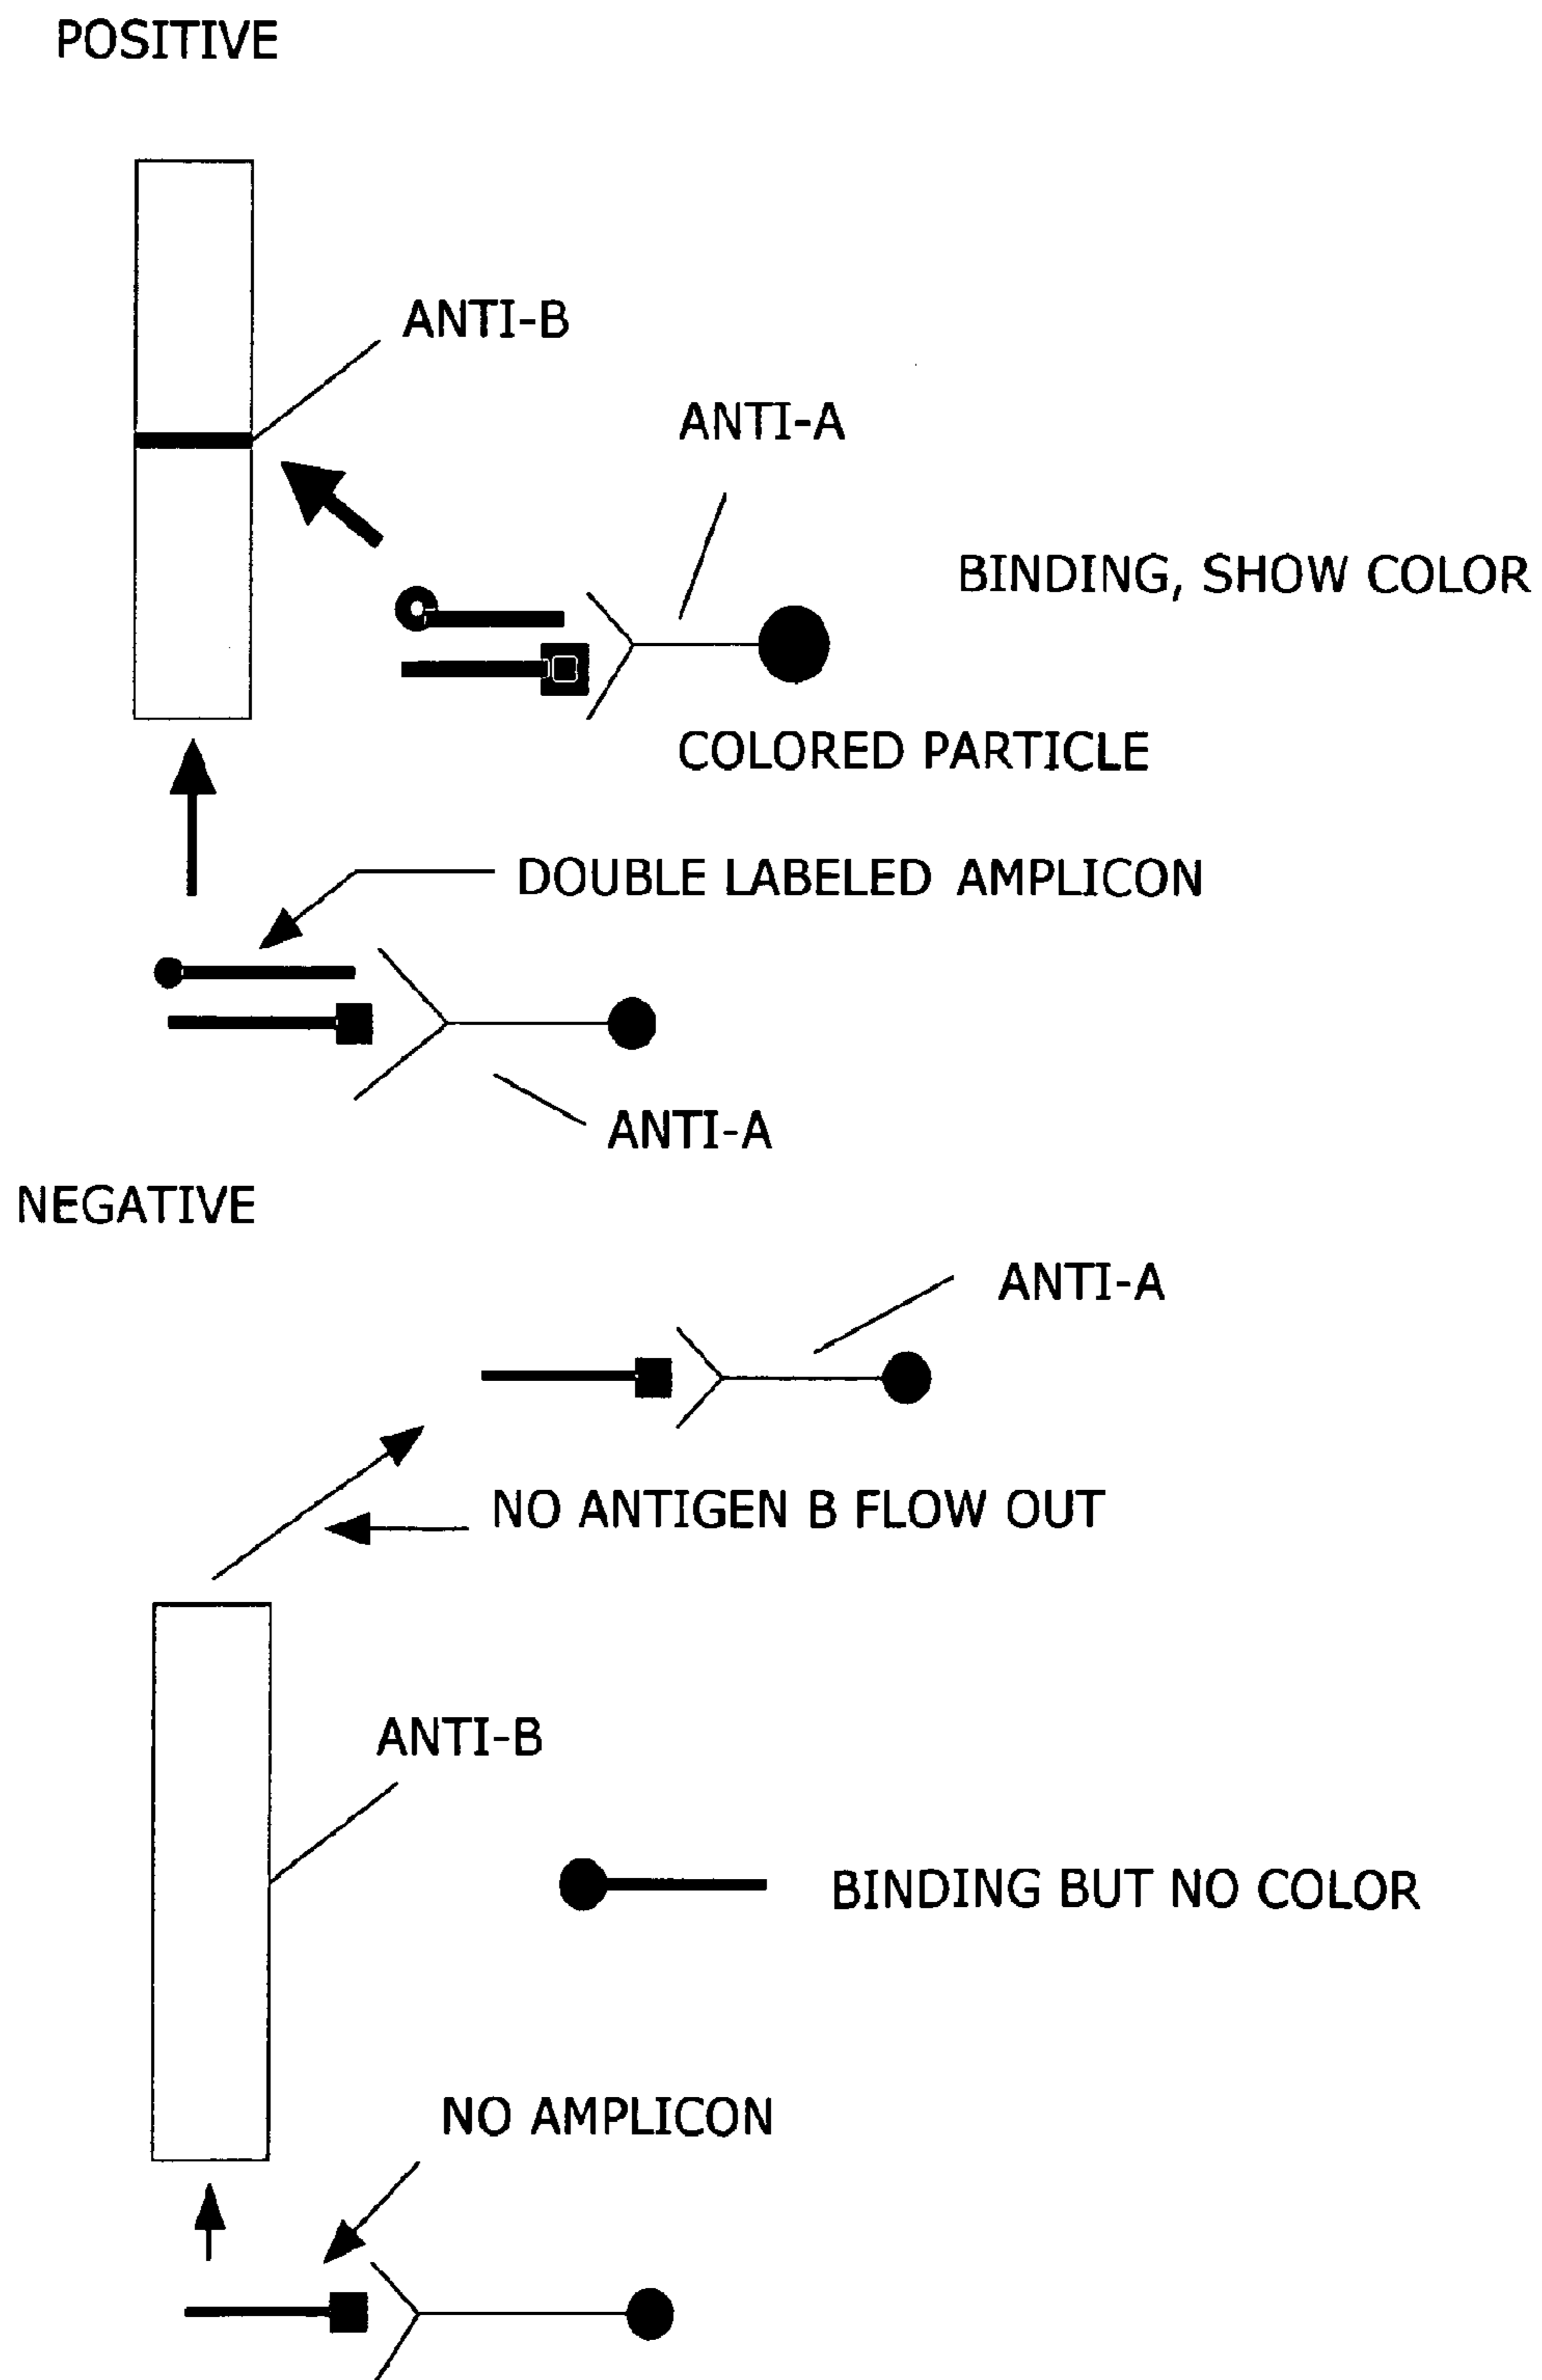 POSITIVE
ANTI-B
ANTI-A
BINDING, SHOW COLOR
COLORED PARTICLE
DOUBLE LABELED AMPLICON
ANTI-A
NEGATIVE
ANTI-A
NO ANTIGEN B FLOW OUT
ANTI-B
BINDING BUT NO COLOR
NO AMPLICON